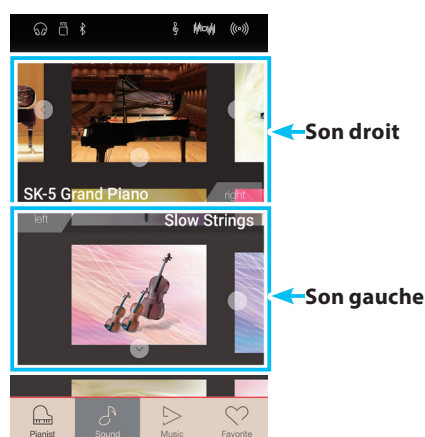 Son droit
SK-5 Grand Piano
right
left
Slow Strings
Son gauche
Pianist Sound Music Favorite